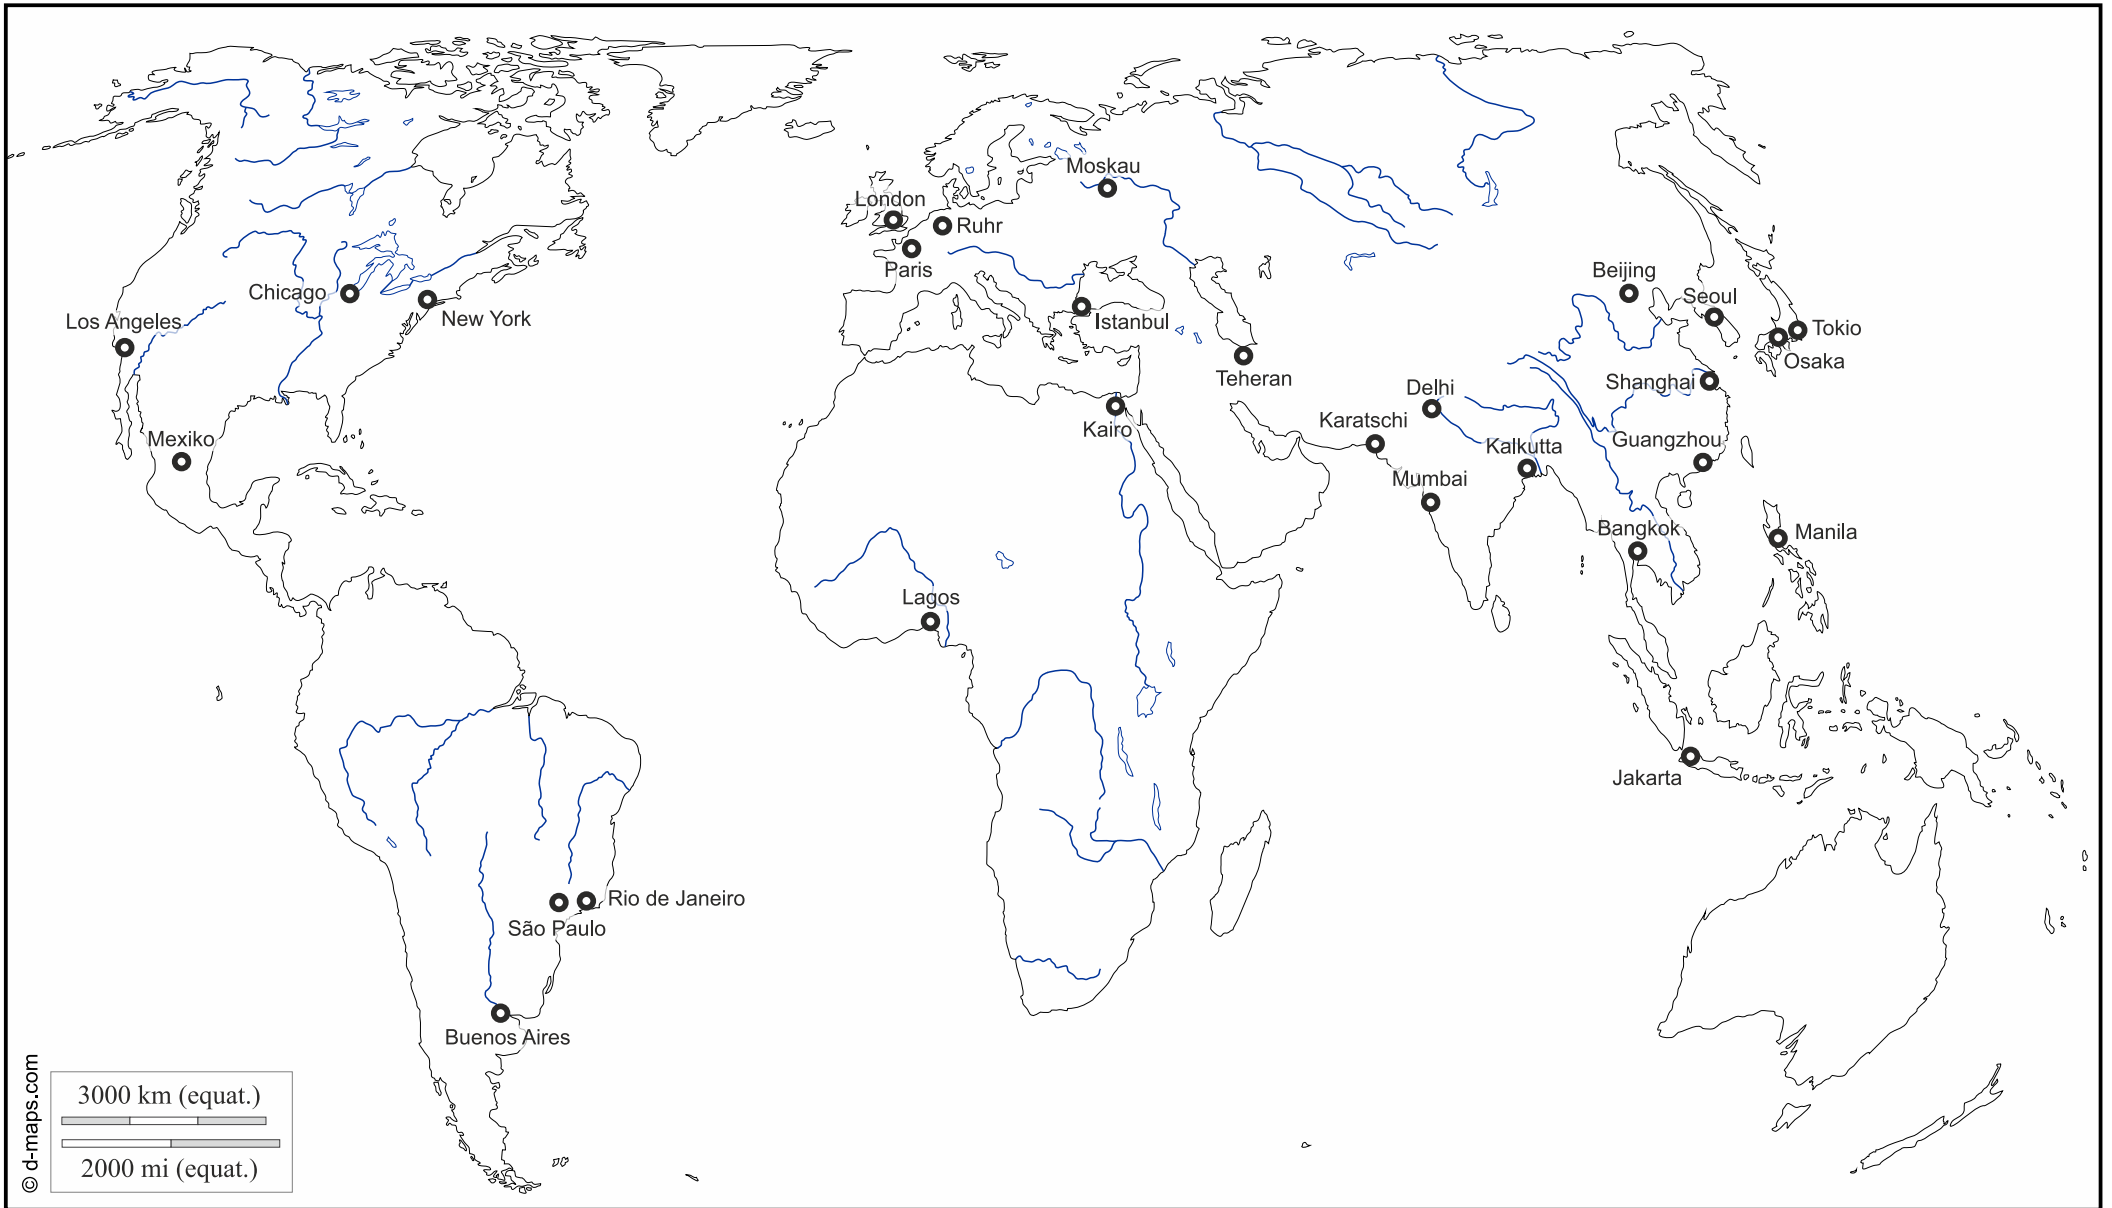 Moskau
London
Ruhr
Paris
Beijing
Chicago
Seoul
New York
Los Angeles
Istanbul
Tokio
Osaka
Teheran
Shanghai
Delhi
Karatschi
Kairo
Mexiko
Guangzhou
Kalkutta
Mumbai
Bangkok
Manila
Lagos
Jakarta
Rio de Janeiro
São Paulo
Buenos Aires
3000 km (equat.)
2000 mi (equat.)
© d-maps.com